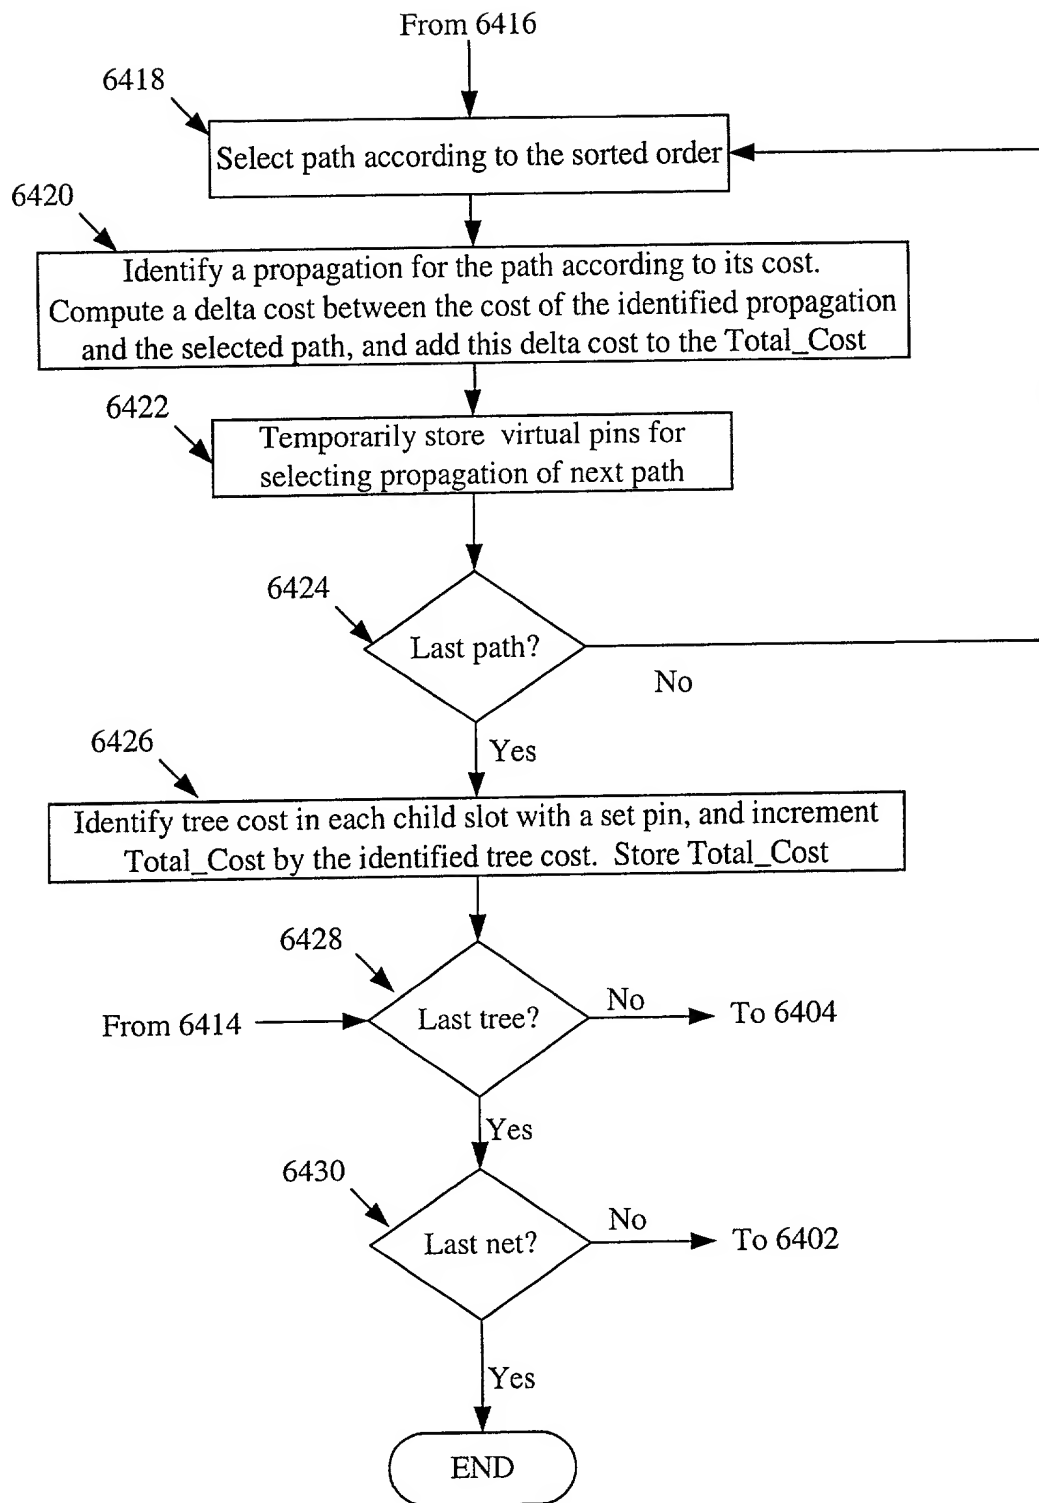 From 6416
6418
Select path according to the sorted order
6420
Identify a propagation for the path according to its cost.
Compute a delta cost between the cost of the identified propagation
and the selected path, and add this delta cost to the Total_Cost
6422
Temporarily store virtual pins for
selecting propagation of next path
6424
Last path?
No
Yes
6426
Identify tree cost in each child slot with a set pin, and increment
Total_Cost by the identified tree cost. Store Total_Cost
6428
From 6414
Last tree?
No
To 6404
Yes
6430
Last net?
No
To 6402
Yes
END